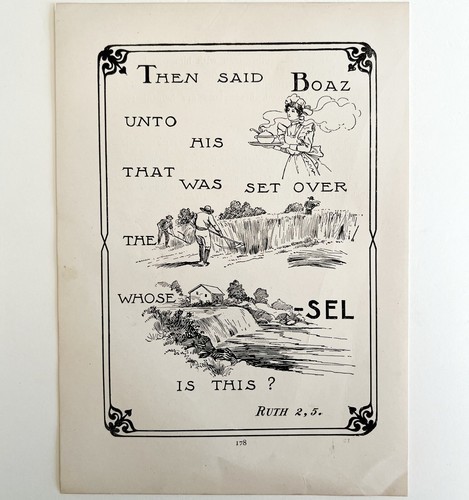 THEN SAID BOAZ
UNTO
HIS
THAT WAS SET OVER
THE
WHOSE
-SEL
IS THIS ?
RUTH 2, 5.
178